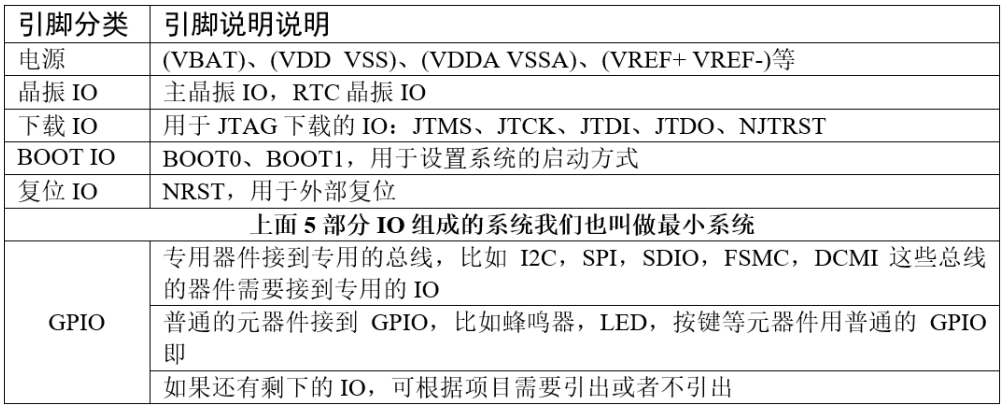 引脚分类 引脚说明说明
电源 (VBAT)、(VDD VSS)、(VDDA VSSA)、(VREF+ VREF-)等
晶振 IO 主晶振 IO，RTC 晶振 IO
下载 IO 用于 JTAG 下载的 IO：JTMS、JTCK、JTDI、JTDO、NJTRST
BOOT IO BOOT0、BOOT1，用于设置系统的启动方式
复位 IO NRST，用于外部复位
上面 5 部分 IO 组成的系统我们也叫做最小系统
GPIO
专用器件接到专用的总线，比如 I2C，SPI，SDIO，FSMC，DCMI 这些总线
的器件需要接到专用的 IO
普通的元器件接到 GPIO，比如蜂鸣器，LED，按键等元器件用普通的 GPIO
即
如果还有剩下的 IO，可根据项目需要引出或者不引出